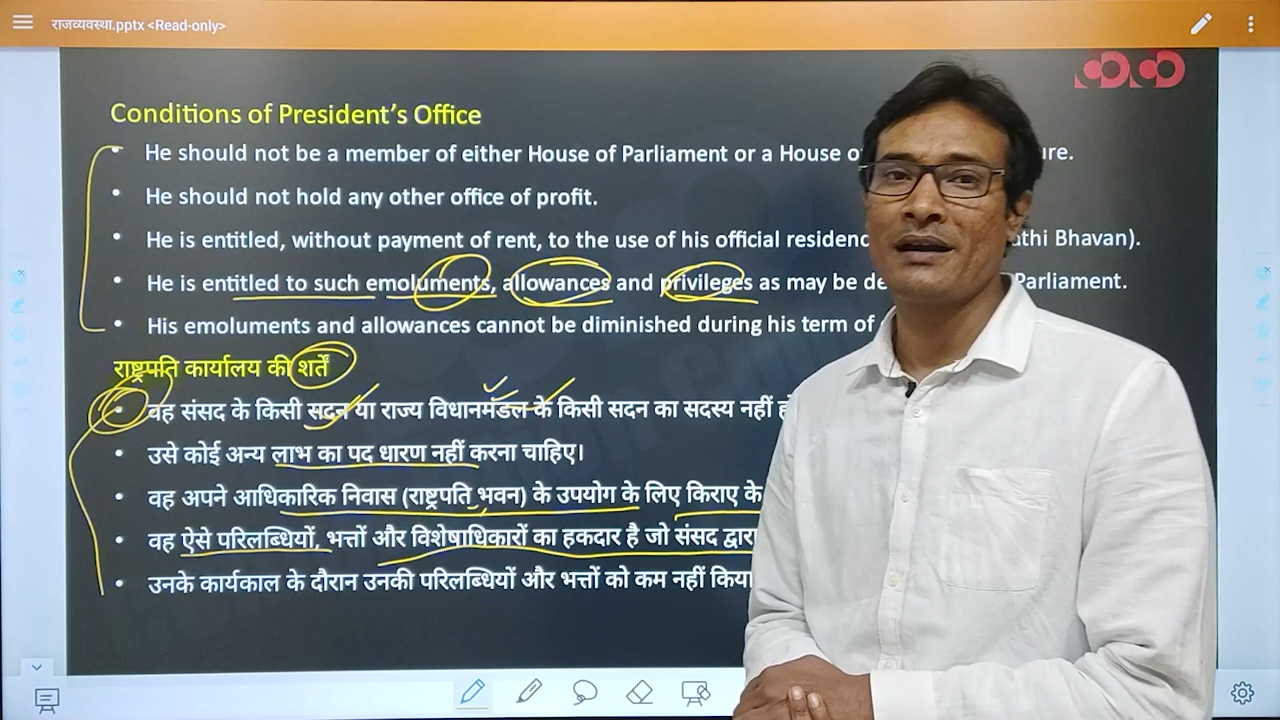 राजव्यवस्था.pptx <Read-only>
Conditions of President's Office
• He should not be a member of either House of Parliament or a House
• He should not hold any other office of profit.
• He is entitled, without payment of rent, to the use of his official Bhavan).
• He is entitled to such emoluments, allowances and privileges as may be Parliament.
• His emoluments and allowances cannot be diminished during his term of
राष्ट्रपति कार्यालय की शर्तें
• वह संसद के किसी सदन या राज्य विधानमंडल के किसी सदन का सदस्य नहीं
• उसे कोई अन्य लाभ का पद धारण नहीं करना चाहिए।
• वह अपने आधिकारिक निवास (राष्ट्रपति भवन) के उपयोग के लिए किराए के
• वह ऐसे परिलब्धियों, भत्तों और विशेषाधिकारों का हकदार है जो संसद द्वारा
• उनके कार्यकाल के दौरान उनकी परिलब्धियों और भत्तों को कम नहीं किया